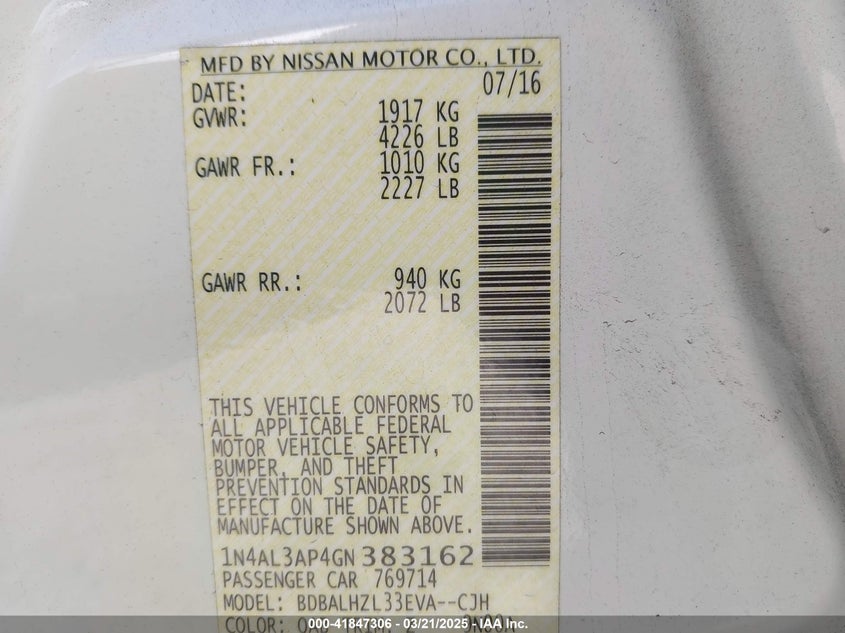 MFD BY NISSAN MOTOR CO., LTD.
DATE: 07/16
GVWR: 1917 KG
4226 LB
GAWR FR.: 1010 KG
2227 LB
GAWR RR.: 940 KG
2072 LB
THIS VEHICLE CONFORMS TO
ALL APPLICABLE FEDERAL
MOTOR VEHICLE SAFETY,
BUMPER, AND THEFT
PREVENTION STANDARDS IN
EFFECT ON THE DATE OF
MANUFACTURE SHOWN ABOVE.
1N4AL3AP4GN 383162
PASSENGER CAR 769714
MODEL: BDBALHZL33EVA--CJH
COLOR:
000-41847306 - 03/21/2025 - IAA Inc.